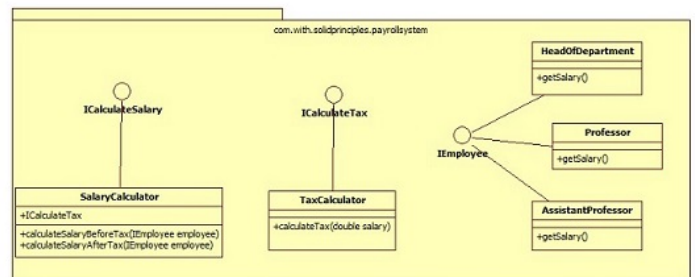 com.with.solidprinciples.payrollsystem
ICalculateSalary
SalaryCalculator
+ICalculateTax
+calculateSalaryBeforeTax(IEmployee employee)
+calculateSalaryAfterTax(IEmployee employee)
ICalculateTax
TaxCalculator
+calculateTax(double salary)
IEmployee
HeadOfDepartment
+getSalary()
Professor
+getSalary()
AssistantProfessor
+getSalary()